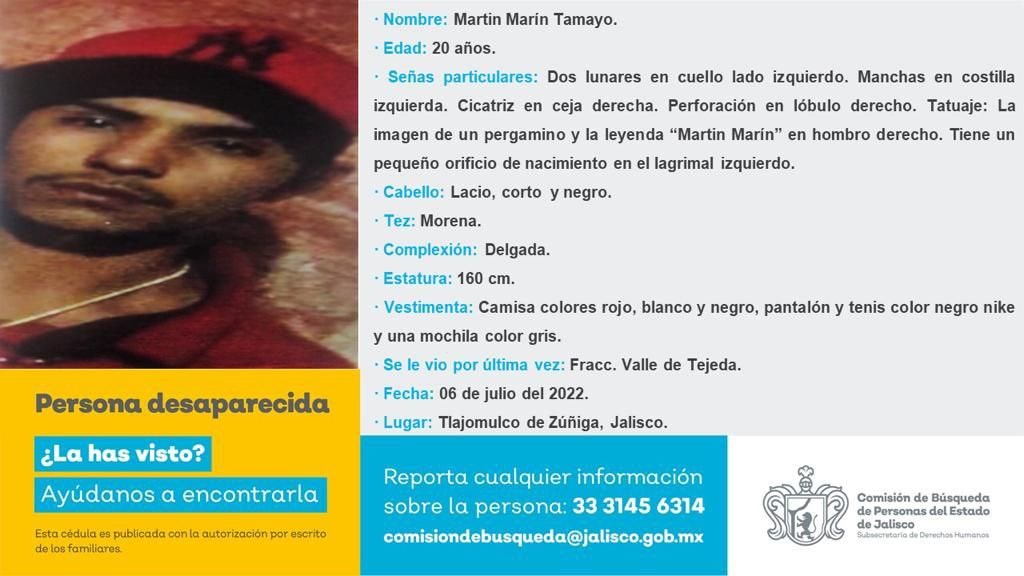 · Nombre: Martin Marín Tamayo.
· Edad: 20 años.
· Señas particulares: Dos lunares en cuello lado izquierdo. Manchas en costilla
izquierda. Cicatriz en ceja derecha. Perforación en lóbulo derecho. Tatuaje: La
imagen de un pergamino y la leyenda “Martin Marín” en hombro derecho. Tiene un
pequeño orificio de nacimiento en el lagrimal izquierdo.
· Cabello: Lacio, corto y negro.
· Tez: Morena.
· Complexión: Delgada.
· Estatura: 160 cm.
· Vestimenta: Camisa colores rojo, blanco y negro, pantalón y tenis color negro nike
y una mochila color gris.
· Se le vio por última vez: Fracc. Valle de Tejeda.
· Fecha: 06 de julio del 2022.
· Lugar: Tlajomulco de Zúñiga, Jalisco.
Persona desaparecida
¿La has visto?
Ayúdanos a encontrarla
Esta cédula es publicada con la autorización por escrito
de los familiares.
Reporta cualquier información
sobre la persona: 33 3145 6314
comisiondebusqueda@jalisco.gob.mx
Comisión de Búsqueda
de Personas del Estado
de Jalisco
Subsecretaría de Derechos Humanos